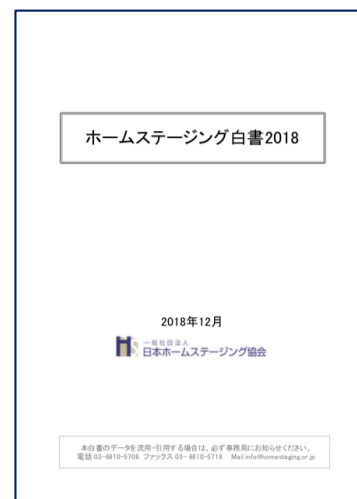 ホームステージング白書2018
2018年12月
一般社団法人
日本ホームステージング協会
本白書のデータを流用・引用する場合は、必ず事務局にお知らせください。
電話 03-6810-5708 ファックス 03- 6810-5718 Mail info@homestaging.or.jp